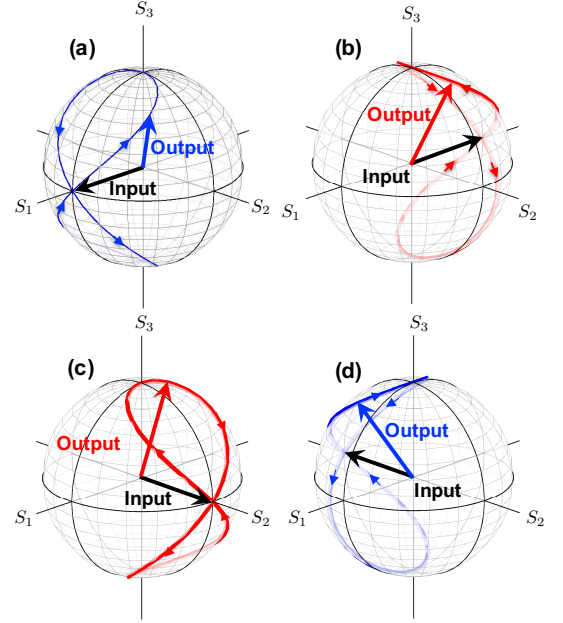 S₃
(a)
Output
Input
S₁
S₂
S₃
(b)
Output
Input
S₁
S₂
S₃
(c)
Output
Input
S₁
S₂
S₃
(d)
Output
Input
S₁
S₂